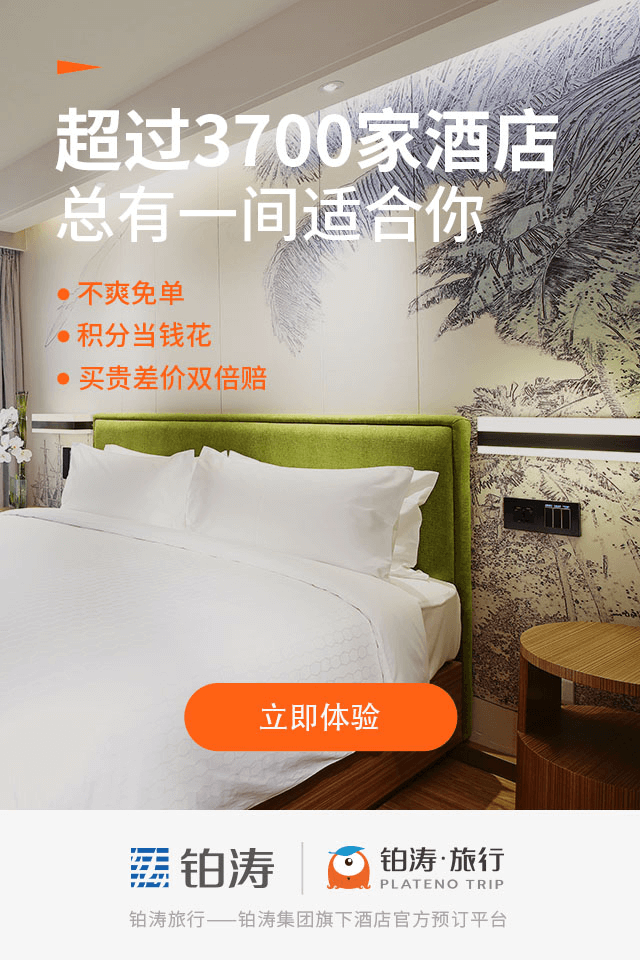 超过3700家酒店
总有一间适合你
不爽免单
积分当钱花
买贵差价双倍赔
立即体验
铂涛
铂涛·旅行
PLATENO TRIP
铂涛旅行——铂涛集团旗下酒店官方预订平台